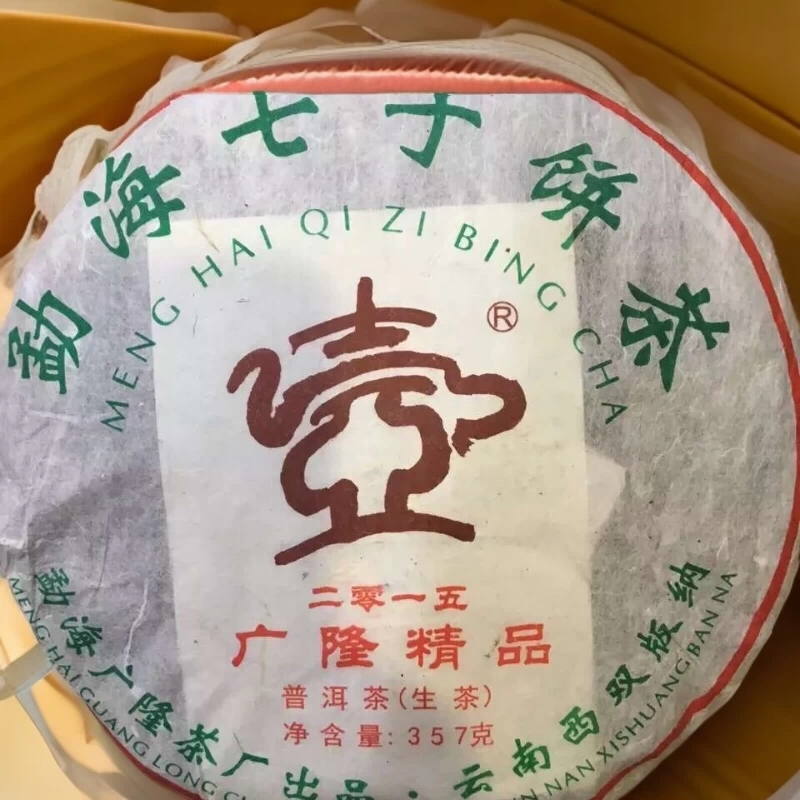 勐海七子饼茶
MENG HAI QI ZI BING CHA
®
壺
二零一五
广隆精品
普洱茶(生茶)
净含量:357克
勐海广隆茶厂出品·云南西双版纳
MENG HAI GUANG LONG
NAN XISHUANG BAN NA